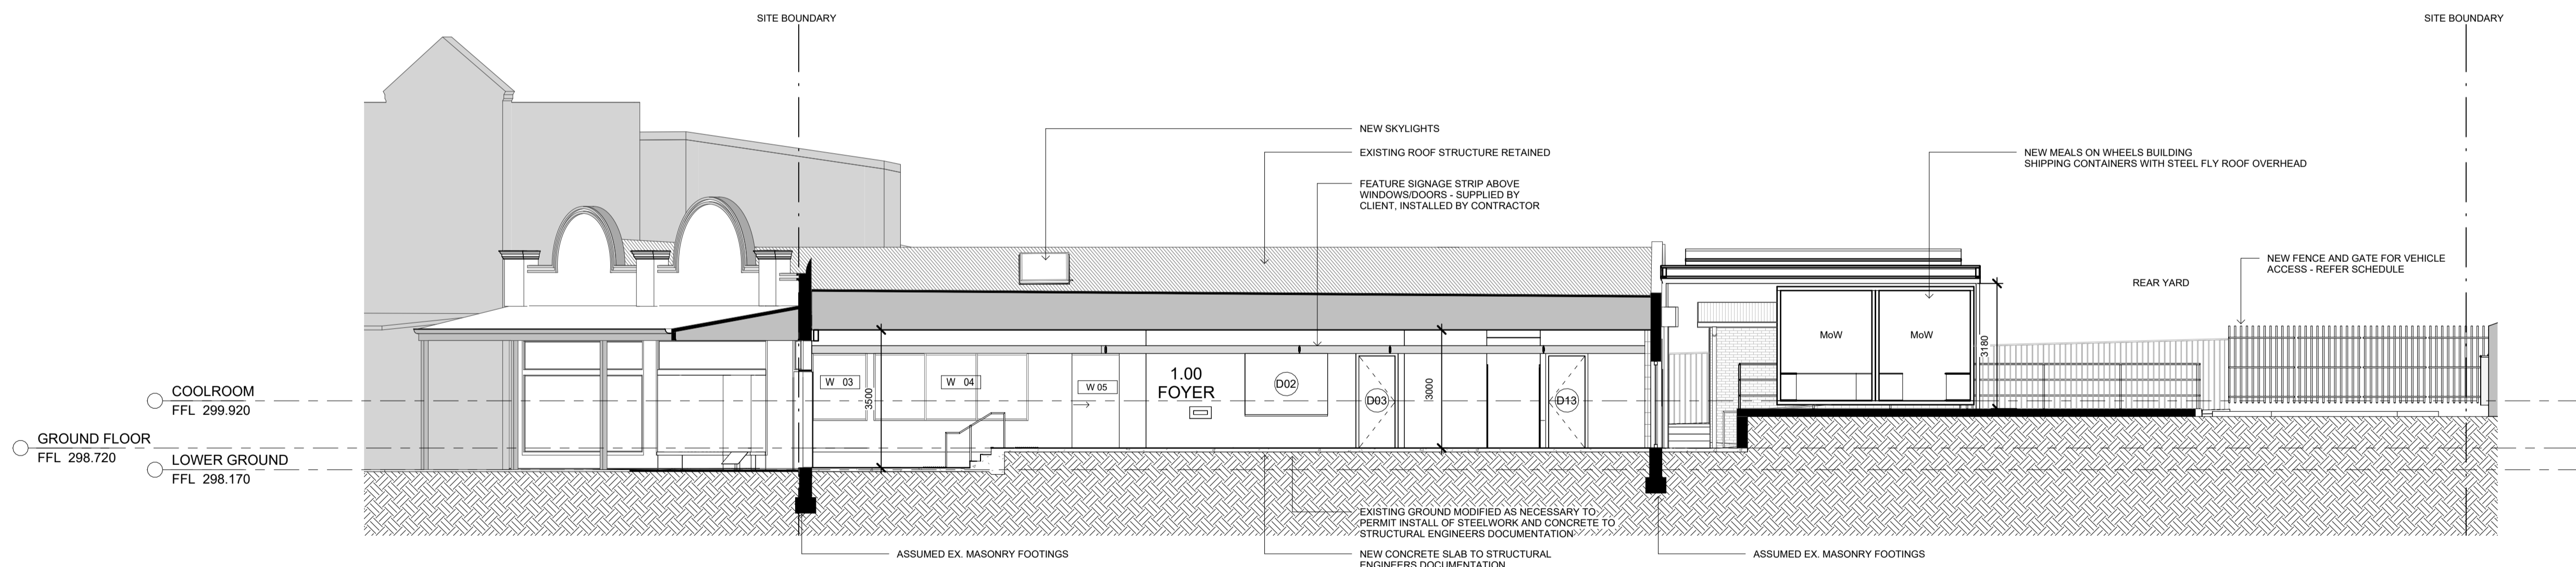 SITE BOUNDARY
SITE BOUNDARY
NEW SKYLIGHTS
EXISTING ROOF STRUCTURE RETAINED
FEATURE SIGNAGE STRIP ABOVE
WINDOWS/DOORS - SUPPLIED BY
CLIENT, INSTALLED BY CONTRACTOR
NEW MEALS ON WHEELS BUILDING
SHIPPING CONTAINERS WITH STEEL FLY ROOF OVERHEAD
NEW FENCE AND GATE FOR VEHICLE
ACCESS - REFER SCHEDULE
REAR YARD
MoW
MoW
3180
COOLROOM
FFL 299.920
GROUND FLOOR
FFL 298.720
LOWER GROUND
FFL 298.170
W 03
3500
W 04
W 05
1.00
FOYER
D02
D03
3000
D13
EXISTING GROUND MODIFIED AS NECESSARY TO
PERMIT INSTALL OF STEELWORK AND CONCRETE TO
STRUCTURAL ENGINEERS DOCUMENTATION
ASSUMED EX. MASONRY FOOTINGS
NEW CONCRETE SLAB TO STRUCTURAL
ENGINEERS DOCUMENTATION
ASSUMED EX. MASONRY FOOTINGS